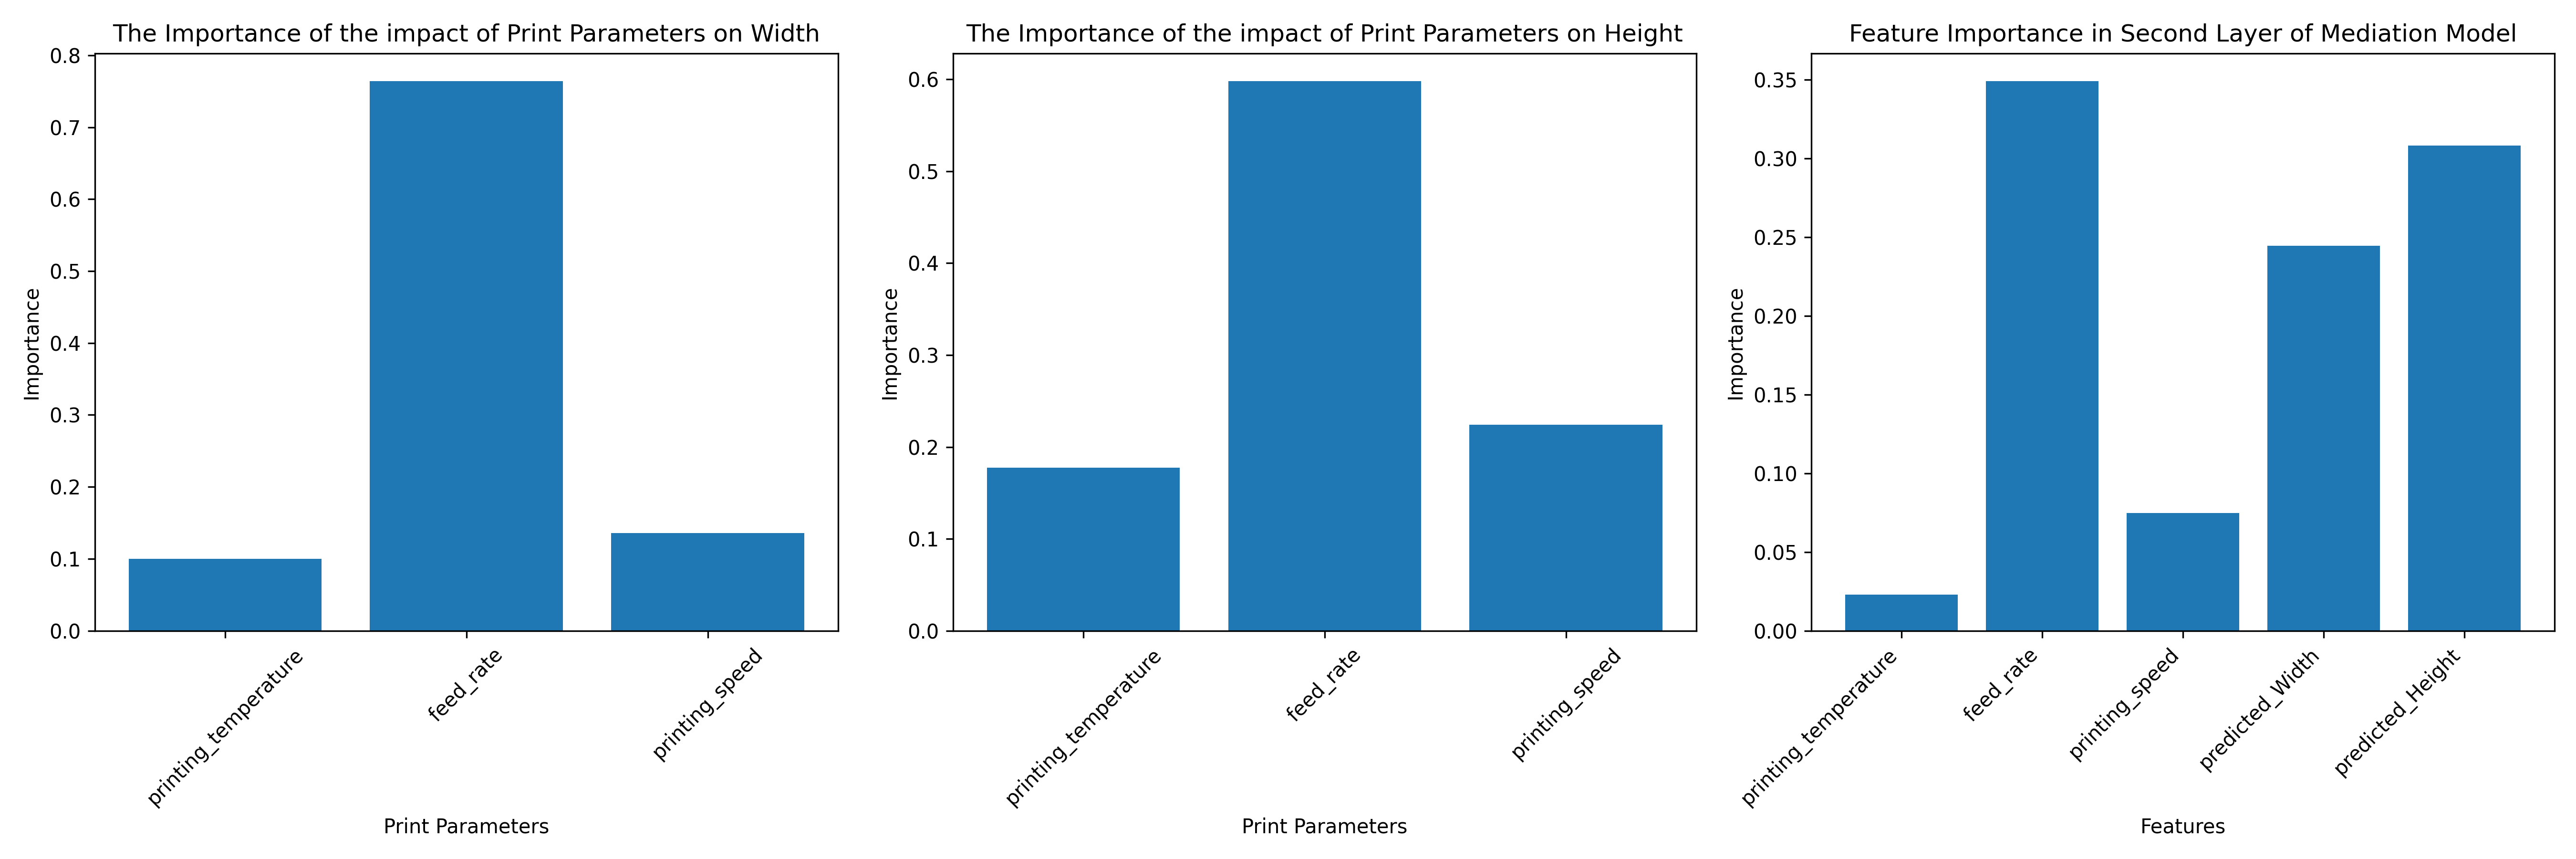 The Importance of the impact of Print Parameters on Width
0.8
0.7
0.6
0.5
0.4
0.3
0.2
0.1
0.0
Importance
printing_temperature
feed_rate
printing_speed
Print Parameters
The Importance of the impact of Print Parameters on Height
0.6
0.5
0.4
0.3
0.2
0.1
0.0
Importance
printing_temperature
feed_rate
printing_speed
Print Parameters
Feature Importance in Second Layer of Mediation Model
0.35
0.30
0.25
0.20
0.15
0.10
0.05
0.00
Importance
printing_temperature
feed_rate
printing_speed
predicted_Width
predicted_Height
Features